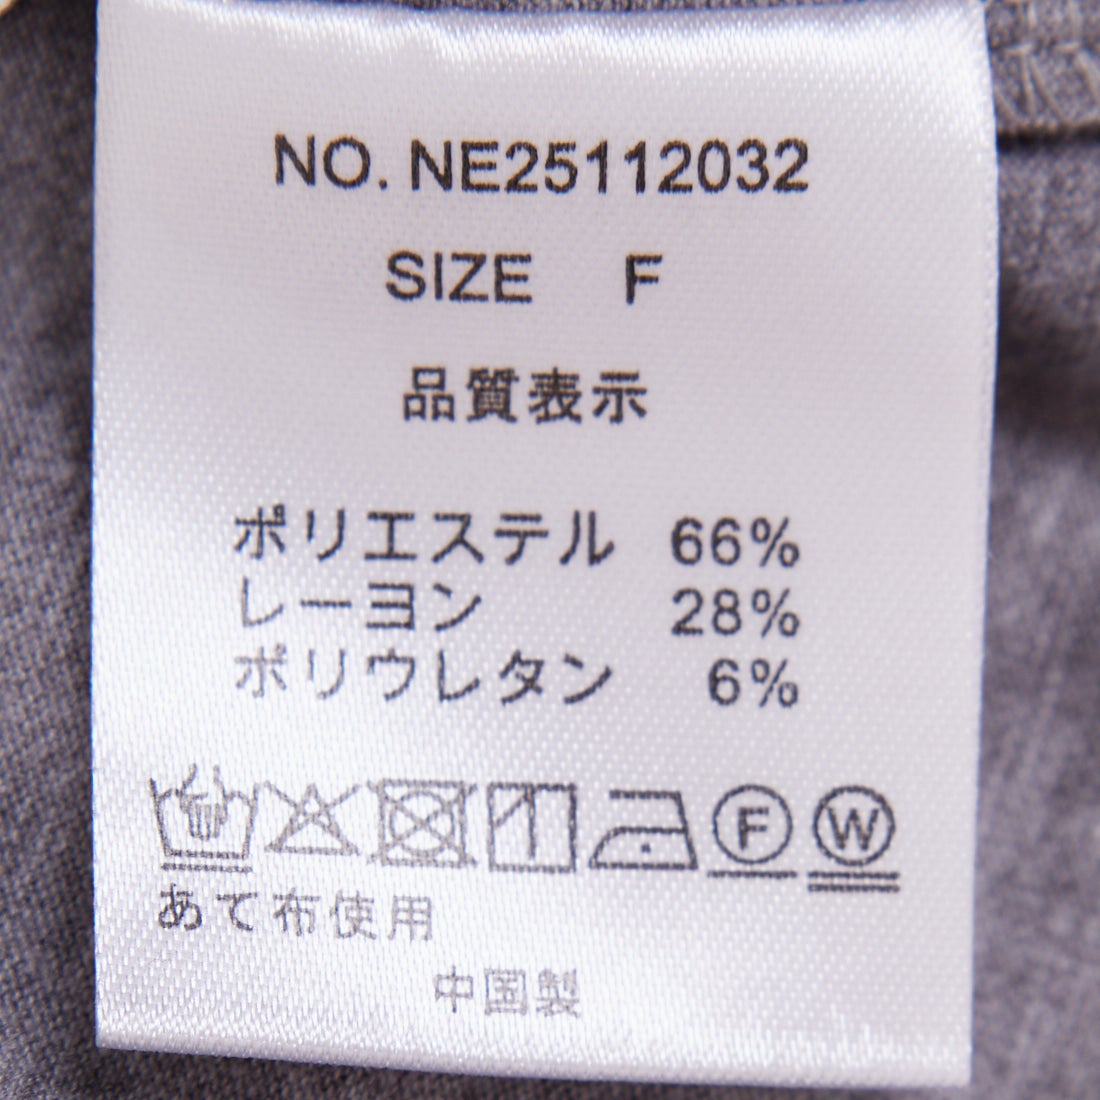 NO. NE25112032
SIZE F
品質表示
ポリエステル 66%
レーヨン 28%
ポリウレタン 6%
F W
あて布使用
中国製